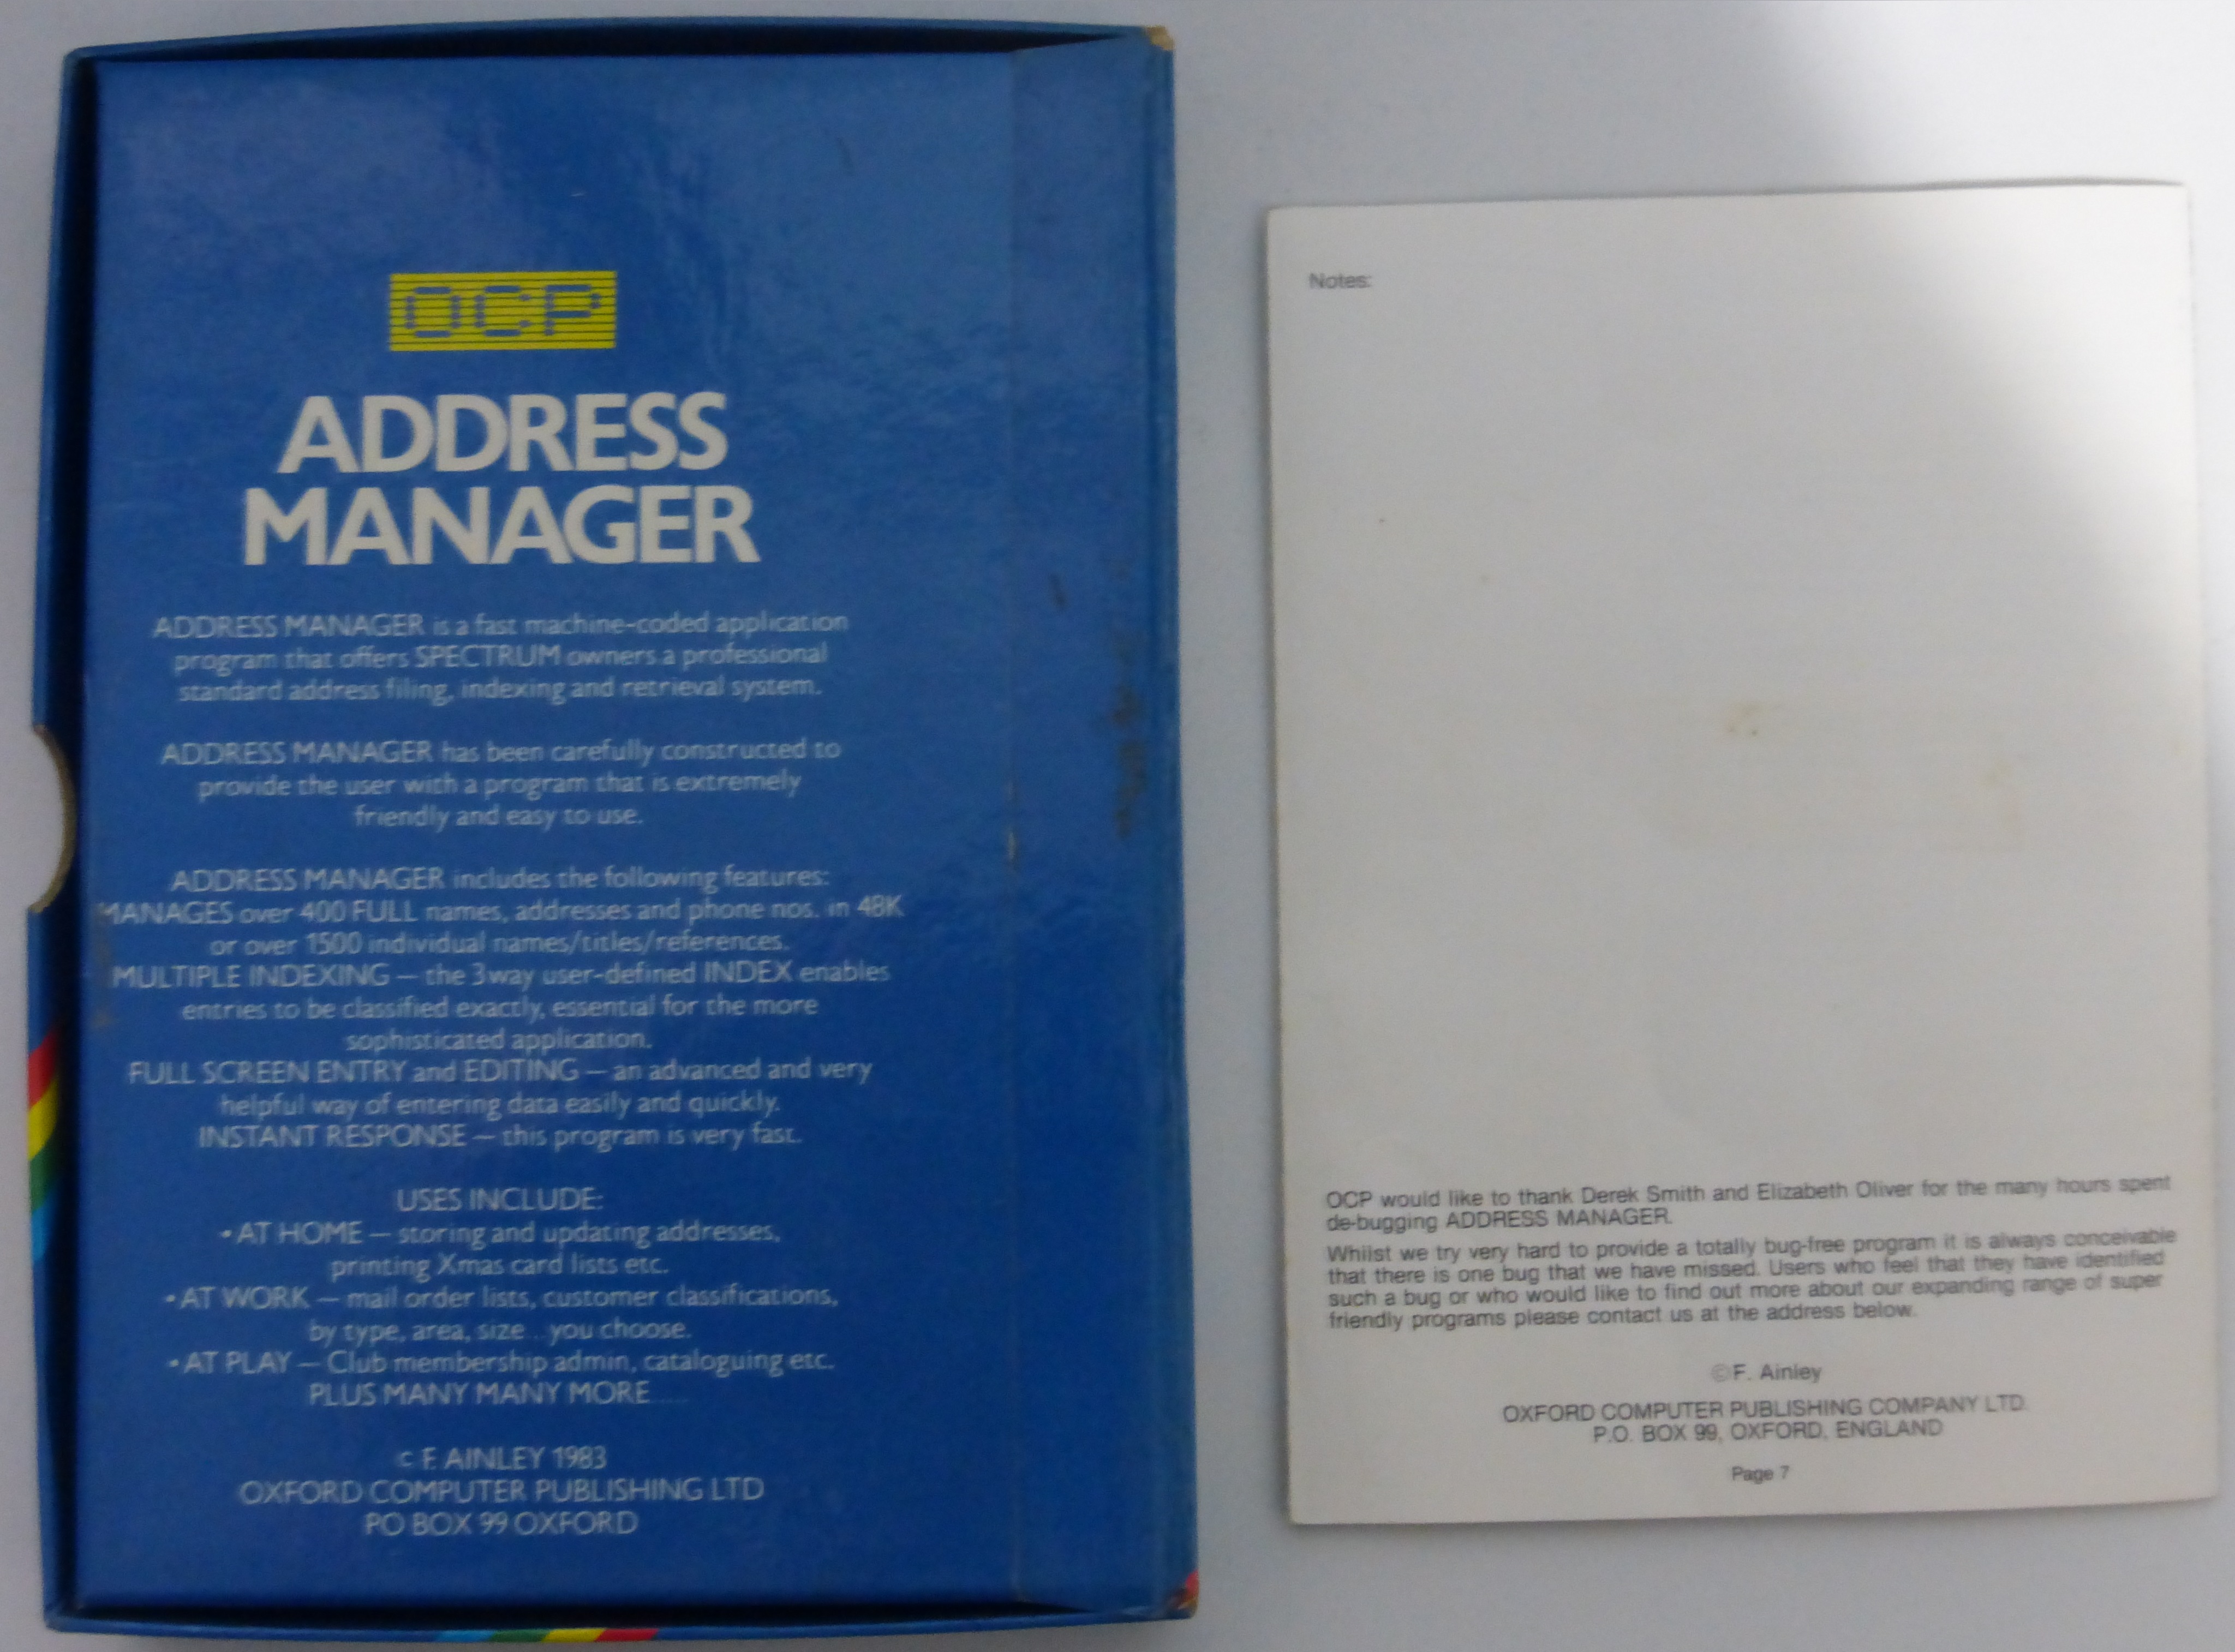 OCP
ADDRESS
MANAGER
ADDRESS MANAGER is a fast machine-coded application
program that offers SPECTRUM owners a professional
standard address filing, indexing and retrieval system.
ADDRESS MANAGER has been carefully constructed to
provide the user with a program that is extremely
friendly and easy to use.
ADDRESS MANAGER includes the following features:
MANAGES over 400 FULL names, addresses and phone nos. in 48K
or over 1500 individual names/titles/references.
MULTIPLE INDEXING — the 3way user-defined INDEX enables
entries to be classified exactly, essential for the more
sophisticated application.
FULL SCREEN ENTRY and EDITING — an advanced and very
helpful way of entering data easily and quickly.
INSTANT RESPONSE — this program is very fast.
USES INCLUDE:
• AT HOME — storing and updating addresses,
printing Xmas card lists etc.
• AT WORK — mail order lists, customer classifications,
by type, area, size .. you choose.
• AT PLAY — Club membership admin, cataloguing etc.
PLUS MANY MANY MORE.....
c F. AINLEY 1983
OXFORD COMPUTER PUBLISHING LTD
PO BOX 99 OXFORD
Notes:
OCP would like to thank Derek Smith and Elizabeth Oliver for the many hours spent
de-bugging ADDRESS MANAGER.
Whilst we try very hard to provide a totally bug-free program it is always conceivable
that there is one bug that we have missed. Users who feel that they have identified
such a bug or who would like to find out more about our expanding range of super
friendly programs please contact us at the address below.
© F. Ainley
OXFORD COMPUTER PUBLISHING COMPANY LTD.
P.O. BOX 99, OXFORD, ENGLAND
Page 7